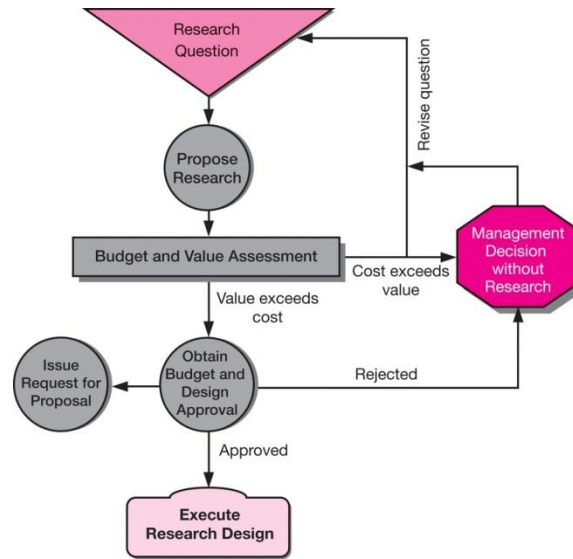 Research
Question
Revise question
Propose
Research
Management
Decision
without
Research
Budget and Value Assessment
Cost exceeds
value
Value exceeds
cost
Issue
Request for
Proposal
Obtain
Budget and
Design
Approval
Rejected
Approved
Execute
Research Design